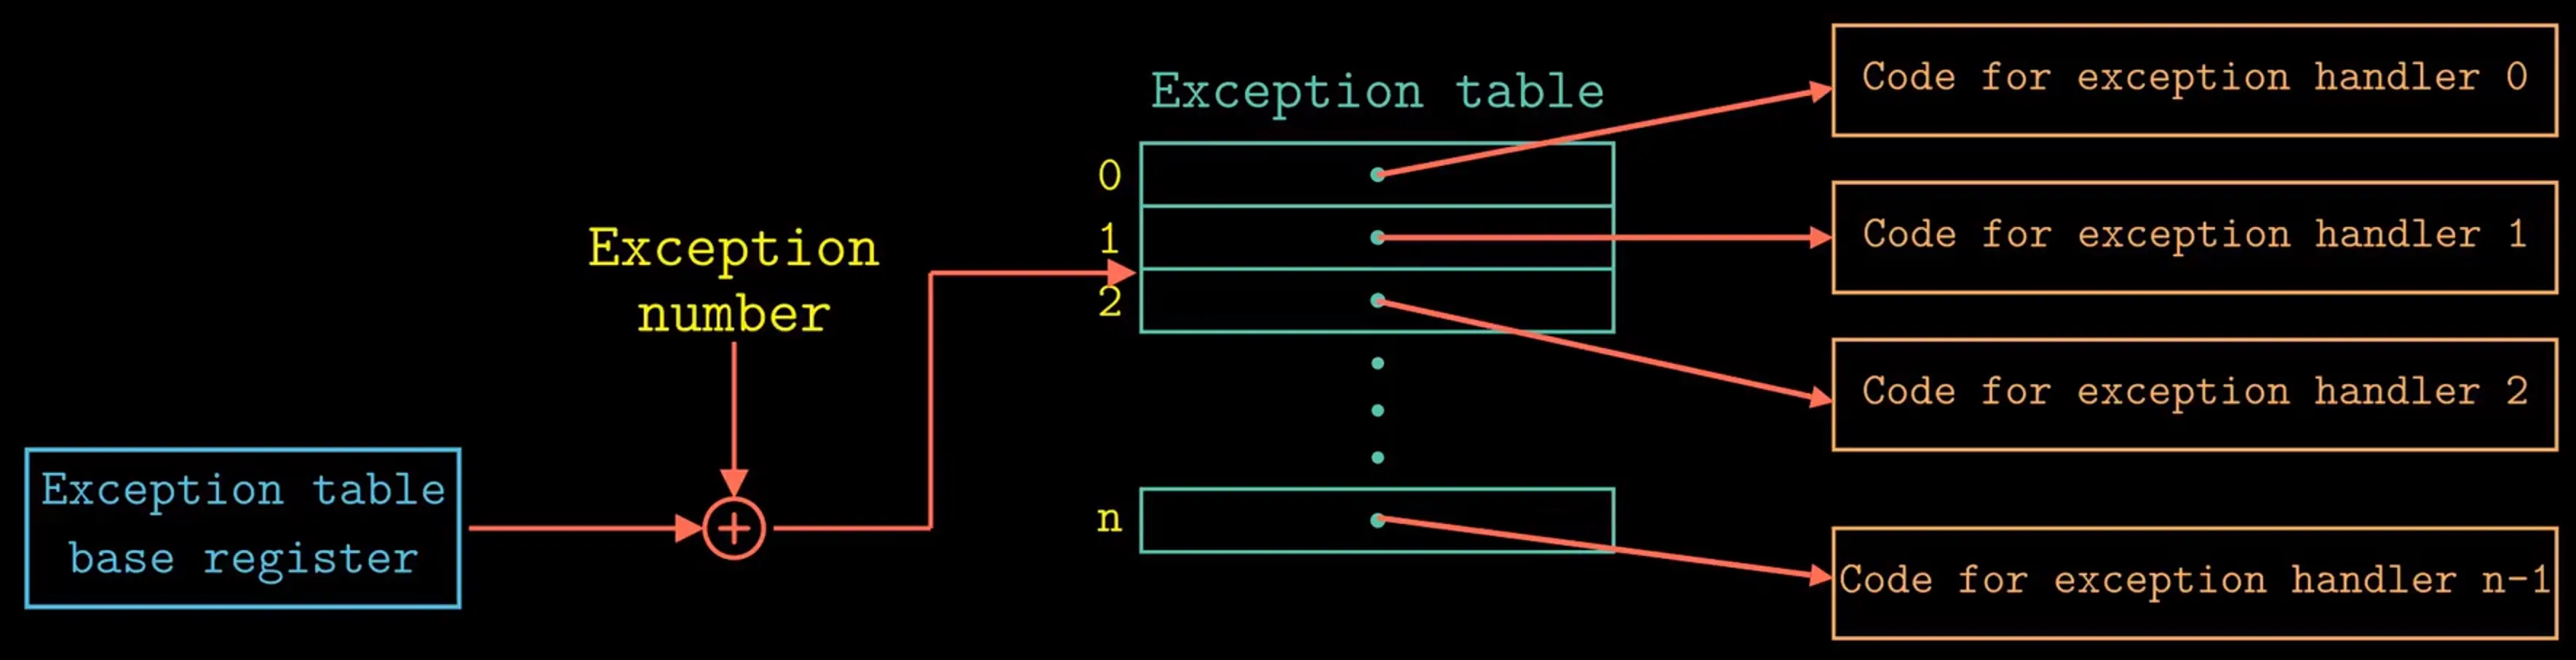 Exception table
base register
Exception
number
+
Exception table
0
1
2
n
Code for exception handler 0
Code for exception handler 1
Code for exception handler 2
Code for exception handler n-1